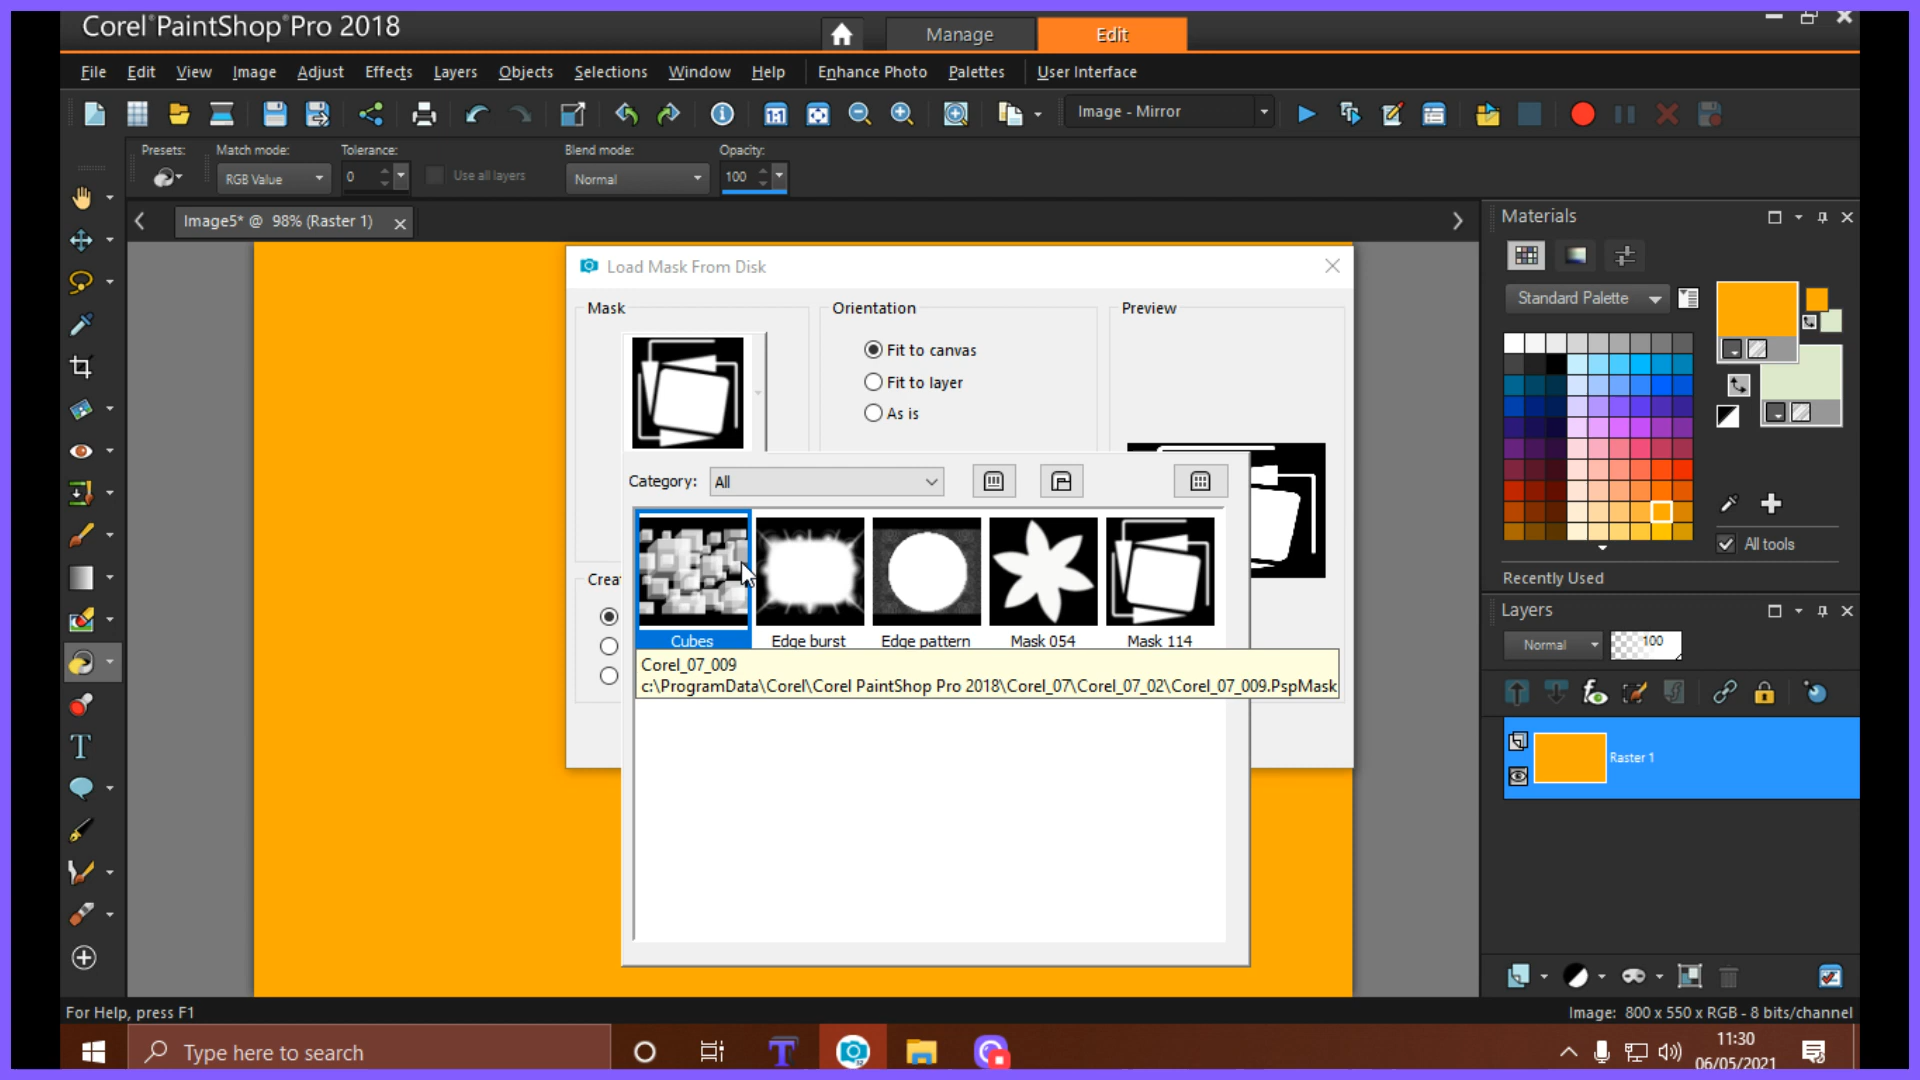 Corel PaintShop Pro 2018
Manage
Edit
File Edit View Image Adjust Effects Layers Objects Selections Window Help Enhance Photo Palettes User Interface
Image - Mirror
Presets: Match mode: Tolerance: Blend mode: Opacity:
RGB Value 0 Use all layers Normal 100
Image5* @ 98% (Raster 1)
Load Mask From Disk
Mask Orientation Preview
Fit to canvas
Fit to layer
As is
Category: All
Crea
Cubes Edge burst Edge pattern Mask 054 Mask 114
Corel_07_009
c:\ProgramData\Corel\Corel PaintShop Pro 2018\Corel_07\Corel_07_02\Corel_07_009.PspMask
Materials
Standard Palette
All tools
Recently Used
Layers
Normal 100
Raster 1
For Help, press F1
Image: 800 x 550 x RGB - 8 bits/channel
Type here to search
11:30
06/05/2021